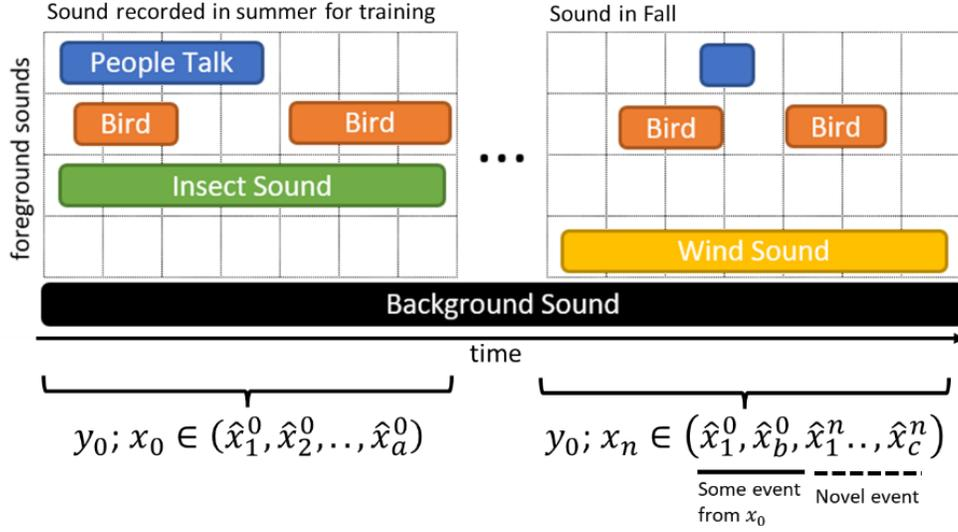 Sound recorded in summer for training
Sound in Fall
foreground sounds
People Talk
Bird
Bird
Insect Sound
...
Bird
Bird
Wind Sound
Background Sound
time
y₀; x₀ ∈ (x̂₁⁰, x̂₂⁰, .., x̂ₐ⁰)
y₀; xₙ ∈ (x̂₁⁰, x̂_b⁰, x̂₁ⁿ .., x̂_cⁿ)
Some event
from x₀
Novel event